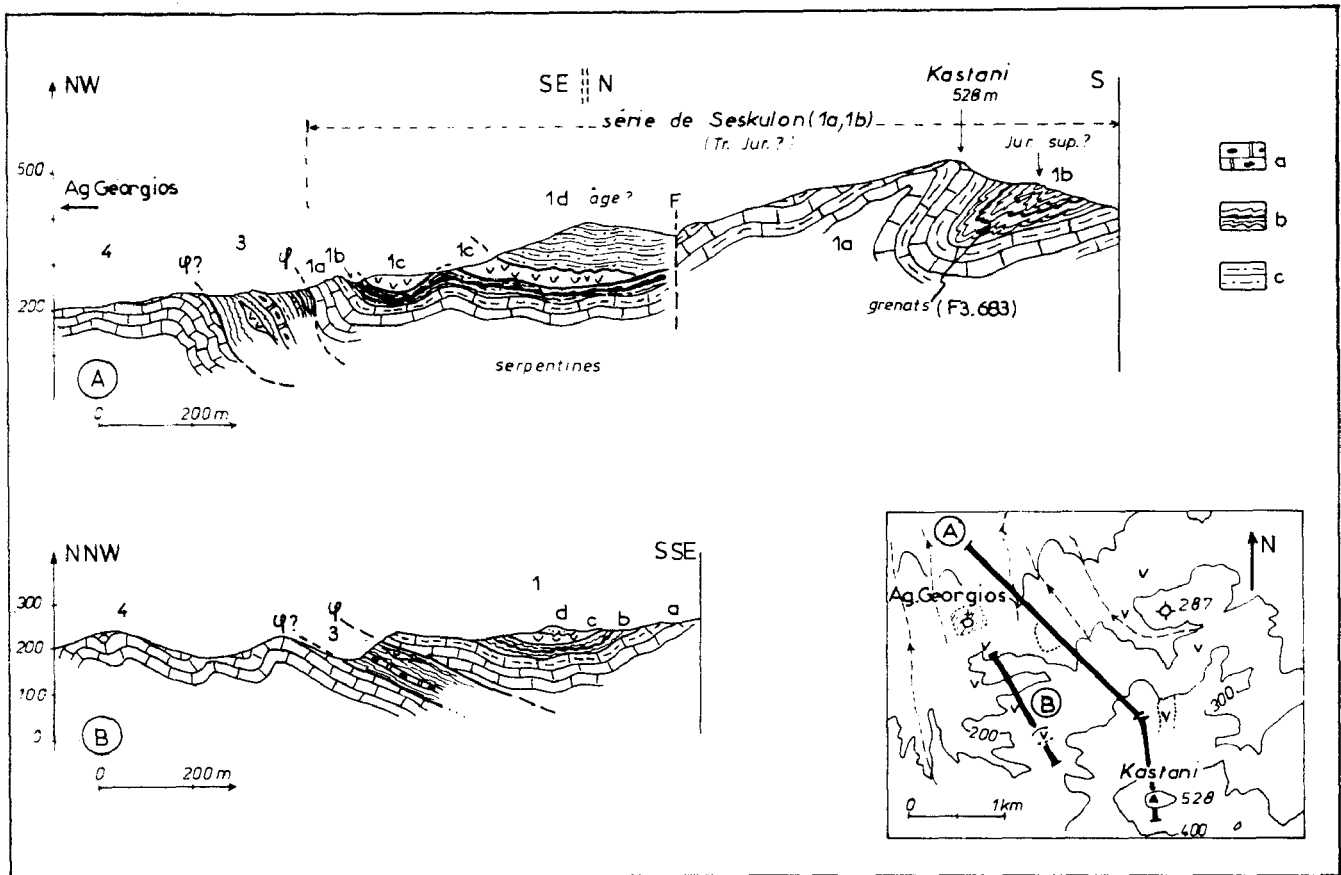 NW
SE N
Kastani
528 m
S
série de Seskulon (1a, 1b)
(Tr. Jur. ?)
Jur. sup. ?
1b
500
Ag. Georgios
1d âge ?
F
4
φ?
3
φ
1a
1b
1c
1c
1a
200
grenats (F3.683)
serpentines
A
0 200 m
a
b
c
NNW
SSE
300
200
100
0
4
φ?
φ
3
1
d
c
b
a
B
0 200 m
A
N
Ag. Georgios
287
v
B
200
300
Kastani
528
400
0 1km